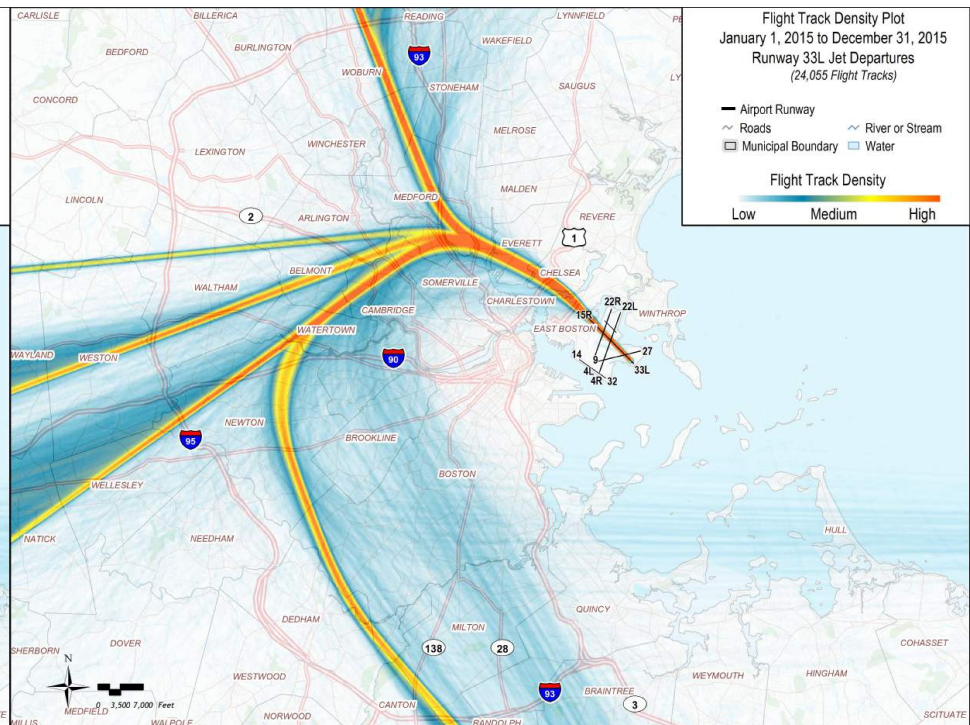 Flight Track Density Plot
January 1, 2015 to December 31, 2015
Runway 33L Jet Departures
(24,055 Flight Tracks)
Airport Runway
Roads
River or Stream
Municipal Boundary
Water
Flight Track Density
Low Medium High
CARLISLE
BILLERICA
READING
LYNNFIELD
BEDFORD
BURLINGTON
93
WAKEFIELD
WOBURN
STONEHAM
SAUGUS
CONCORD
MELROSE
WINCHESTER
LEXINGTON
MALDEN
LINCOLN
MEDFORD
2
ARLINGTON
REVERE
1
EVERETT
BELMONT
CHELSEA
WALTHAM
SOMERVILLE
CHARLESTOWN
CAMBRIDGE
22R
22L
15R
WINTHROP
WATERTOWN
EAST BOSTON
WAYLAND
WESTON
90
14
9
27
4L
33L
4R
32
NEWTON
95
BROOKLINE
BOSTON
WELLESLEY
NATICK
NEEDHAM
HULL
QUINCY
DEDHAM
MILTON
SHERBORN
DOVER
138
28
COHASSET
N
WESTWOOD
WEYMOUTH
HINGHAM
0 3,500 7,000 Feet
93
BRAINTREE
3
MEDFIELD
CANTON
NORWOOD
SCITUATE
MILLIS
WALPOLE
RANDOLPH